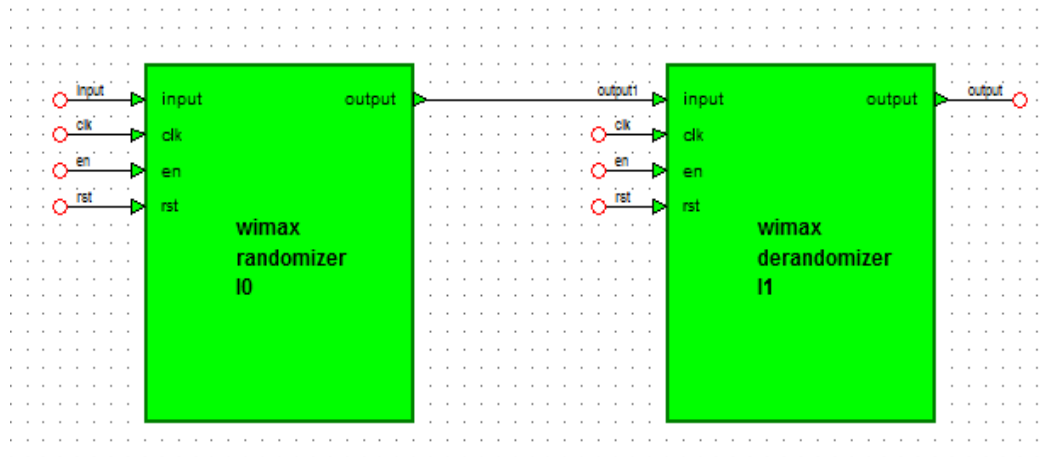 input
clk
en
rst
input
clk
en
rst
output
wimax
randomizer
I0
output1
clk
en
rst
input
clk
en
rst
output
wimax
derandomizer
I1
output